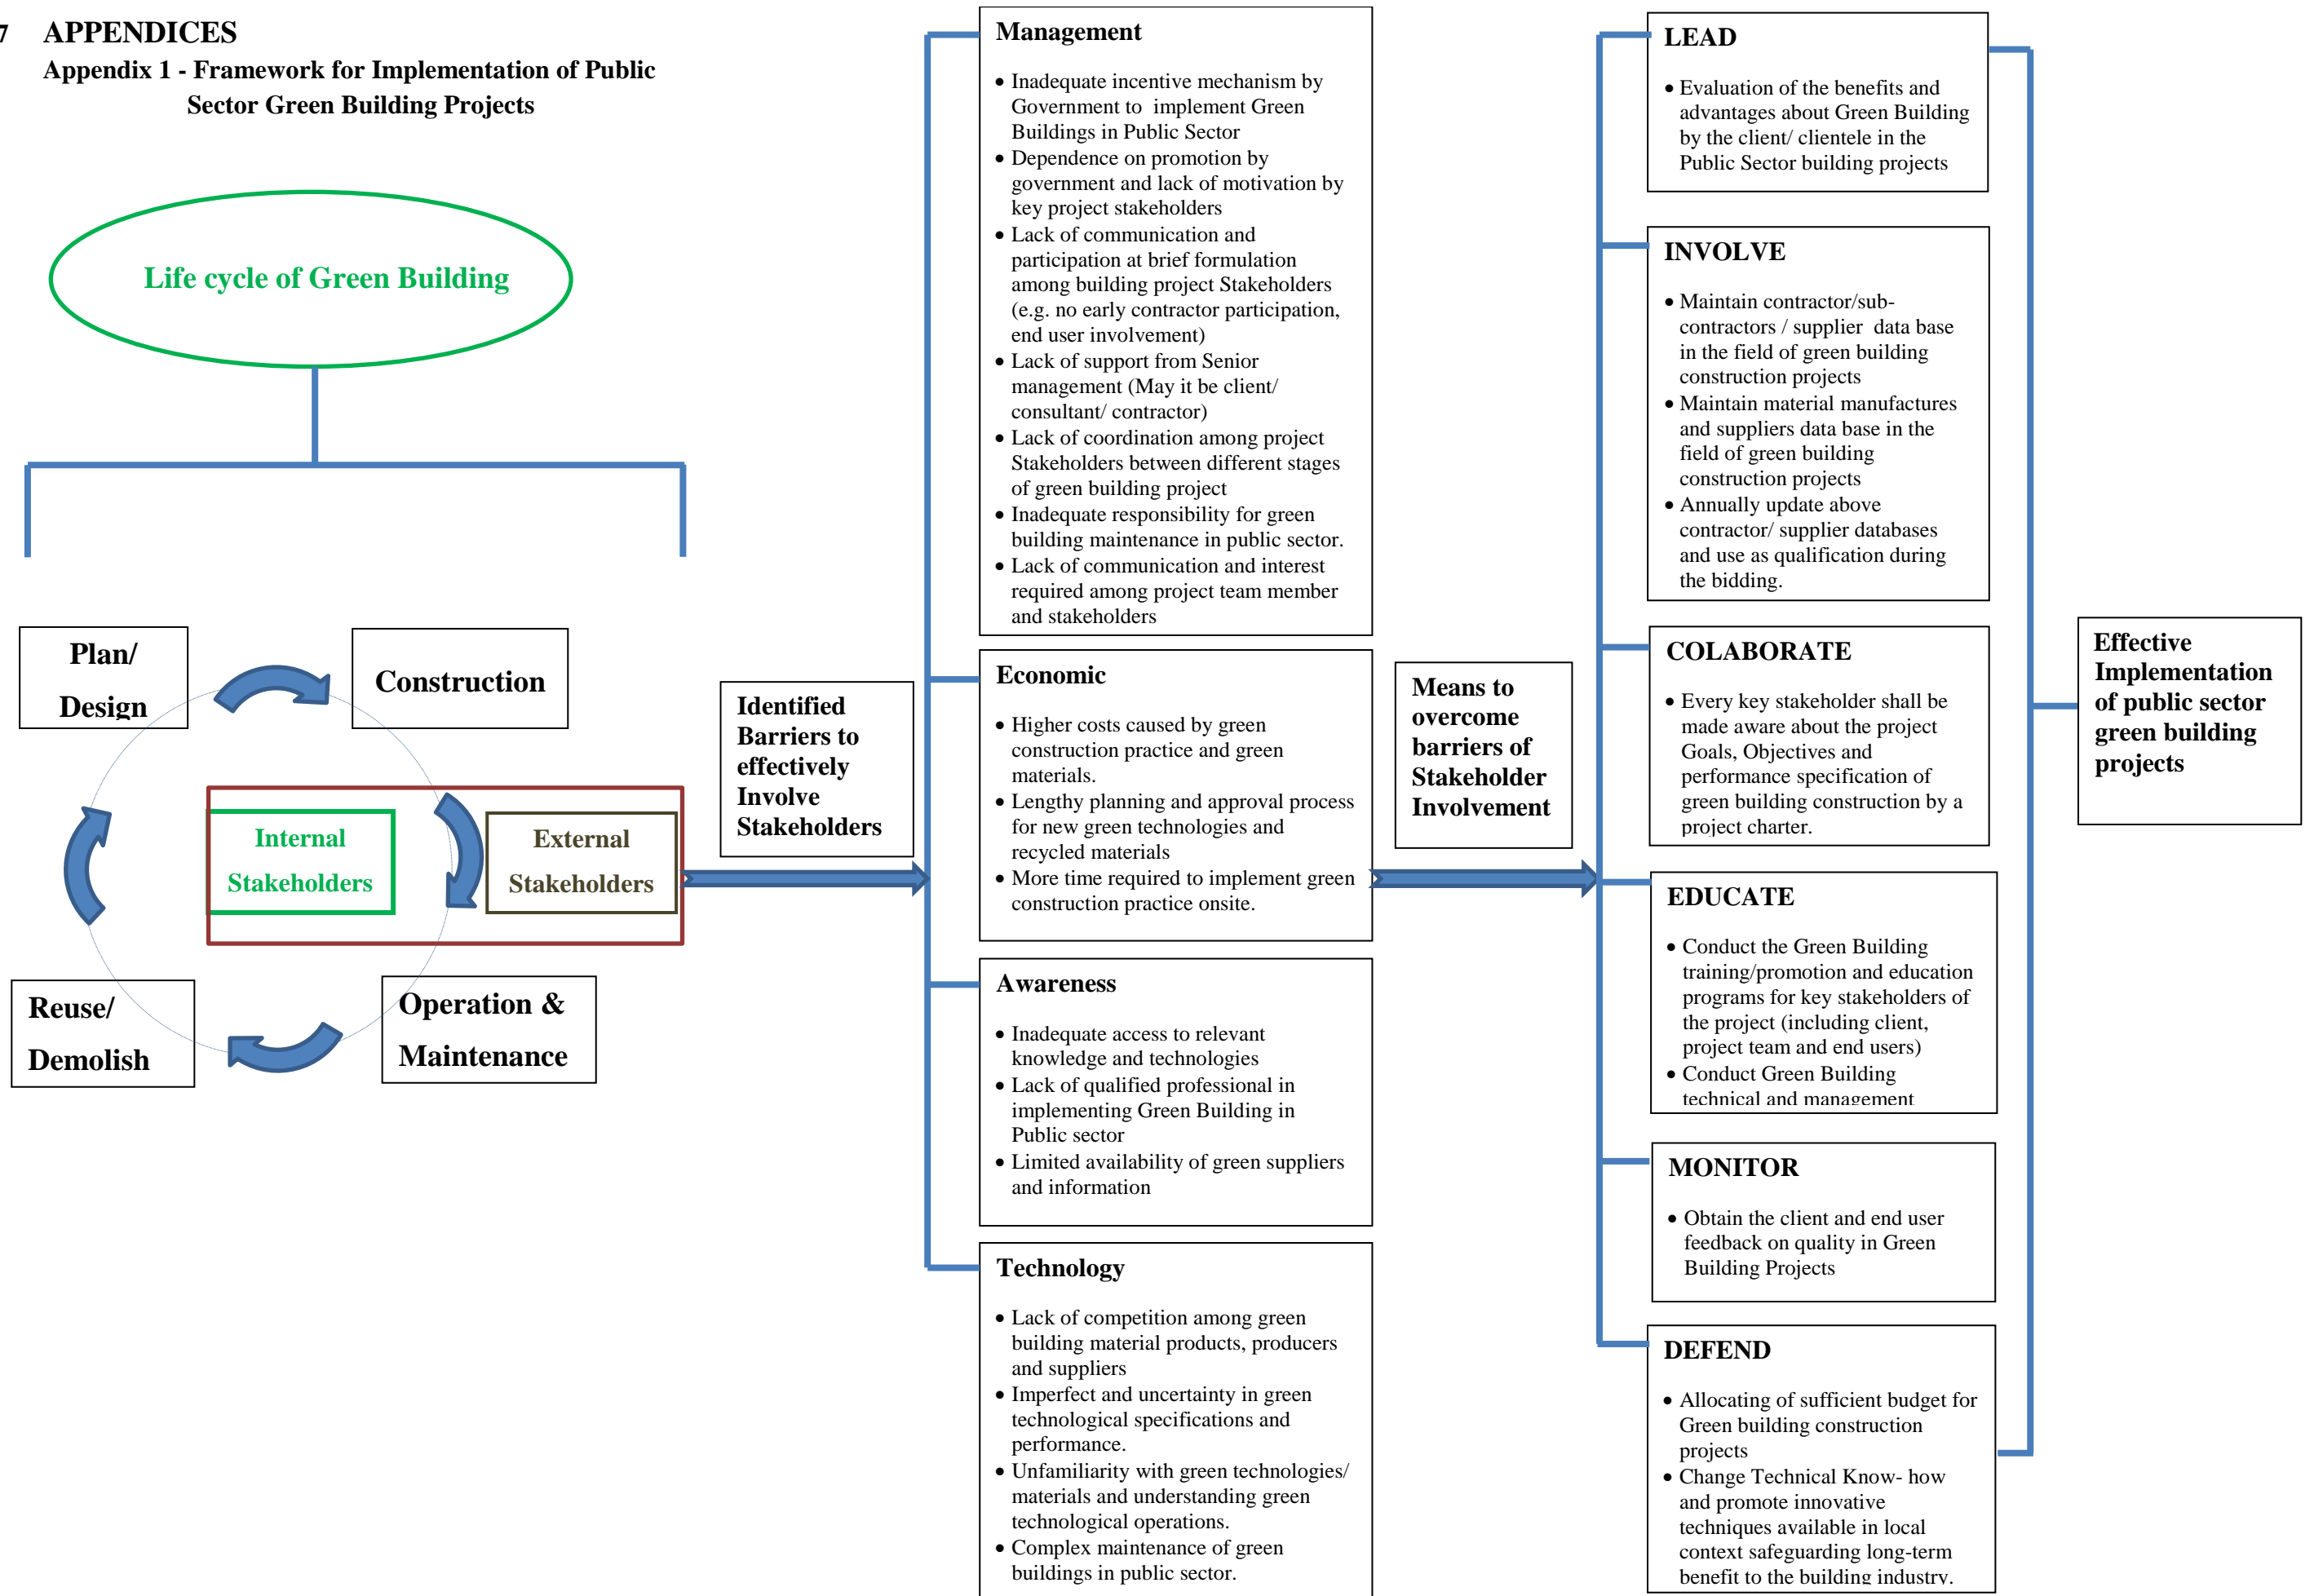 7 APPENDICES
Appendix 1 - Framework for Implementation of Public
Sector Green Building Projects
Life cycle of Green Building
Plan/
Design
Construction
Internal
Stakeholders
External
Stakeholders
Reuse/
Demolish
Operation &
Maintenance
Identified
Barriers to
effectively
Involve
Stakeholders
Management
• Inadequate incentive mechanism by
Government to implement Green
Buildings in Public Sector
• Dependence on promotion by
government and lack of motivation by
key project stakeholders
• Lack of communication and
participation at brief formulation
among building project Stakeholders
(e.g. no early contractor participation,
end user involvement)
• Lack of support from Senior
management (May it be client/
consultant/ contractor)
• Lack of coordination among project
Stakeholders between different stages
of green building project
• Inadequate responsibility for green
building maintenance in public sector.
• Lack of communication and interest
required among project team member
and stakeholders
Economic
• Higher costs caused by green
construction practice and green
materials.
• Lengthy planning and approval process
for new green technologies and
recycled materials
• More time required to implement green
construction practice onsite.
Awareness
• Inadequate access to relevant
knowledge and technologies
• Lack of qualified professional in
implementing Green Building in
Public sector
• Limited availability of green suppliers
and information
Technology
• Lack of competition among green
building material products, producers
and suppliers
• Imperfect and uncertainty in green
technological specifications and
performance.
• Unfamiliarity with green technologies/
materials and understanding green
technological operations.
• Complex maintenance of green
buildings in public sector.
Means to
overcome
barriers of
Stakeholder
Involvement
LEAD
• Evaluation of the benefits and
advantages about Green Building
by the client/ clientele in the
Public Sector building projects
INVOLVE
• Maintain contractor/sub-
contractors / supplier data base
in the field of green building
construction projects
• Maintain material manufactures
and suppliers data base in the
field of green building
construction projects
• Annually update above
contractor/ supplier databases
and use as qualification during
the bidding.
COLABORATE
• Every key stakeholder shall be
made aware about the project
Goals, Objectives and
performance specification of
green building construction by a
project charter.
EDUCATE
• Conduct the Green Building
training/promotion and education
programs for key stakeholders of
the project (including client,
project team and end users)
• Conduct Green Building
technical and management
MONITOR
• Obtain the client and end user
feedback on quality in Green
Building Projects
DEFEND
• Allocating of sufficient budget for
Green building construction
projects
• Change Technical Know- how
and promote innovative
techniques available in local
context safeguarding long-term
benefit to the building industry.
Effective
Implementation
of public sector
green building
projects